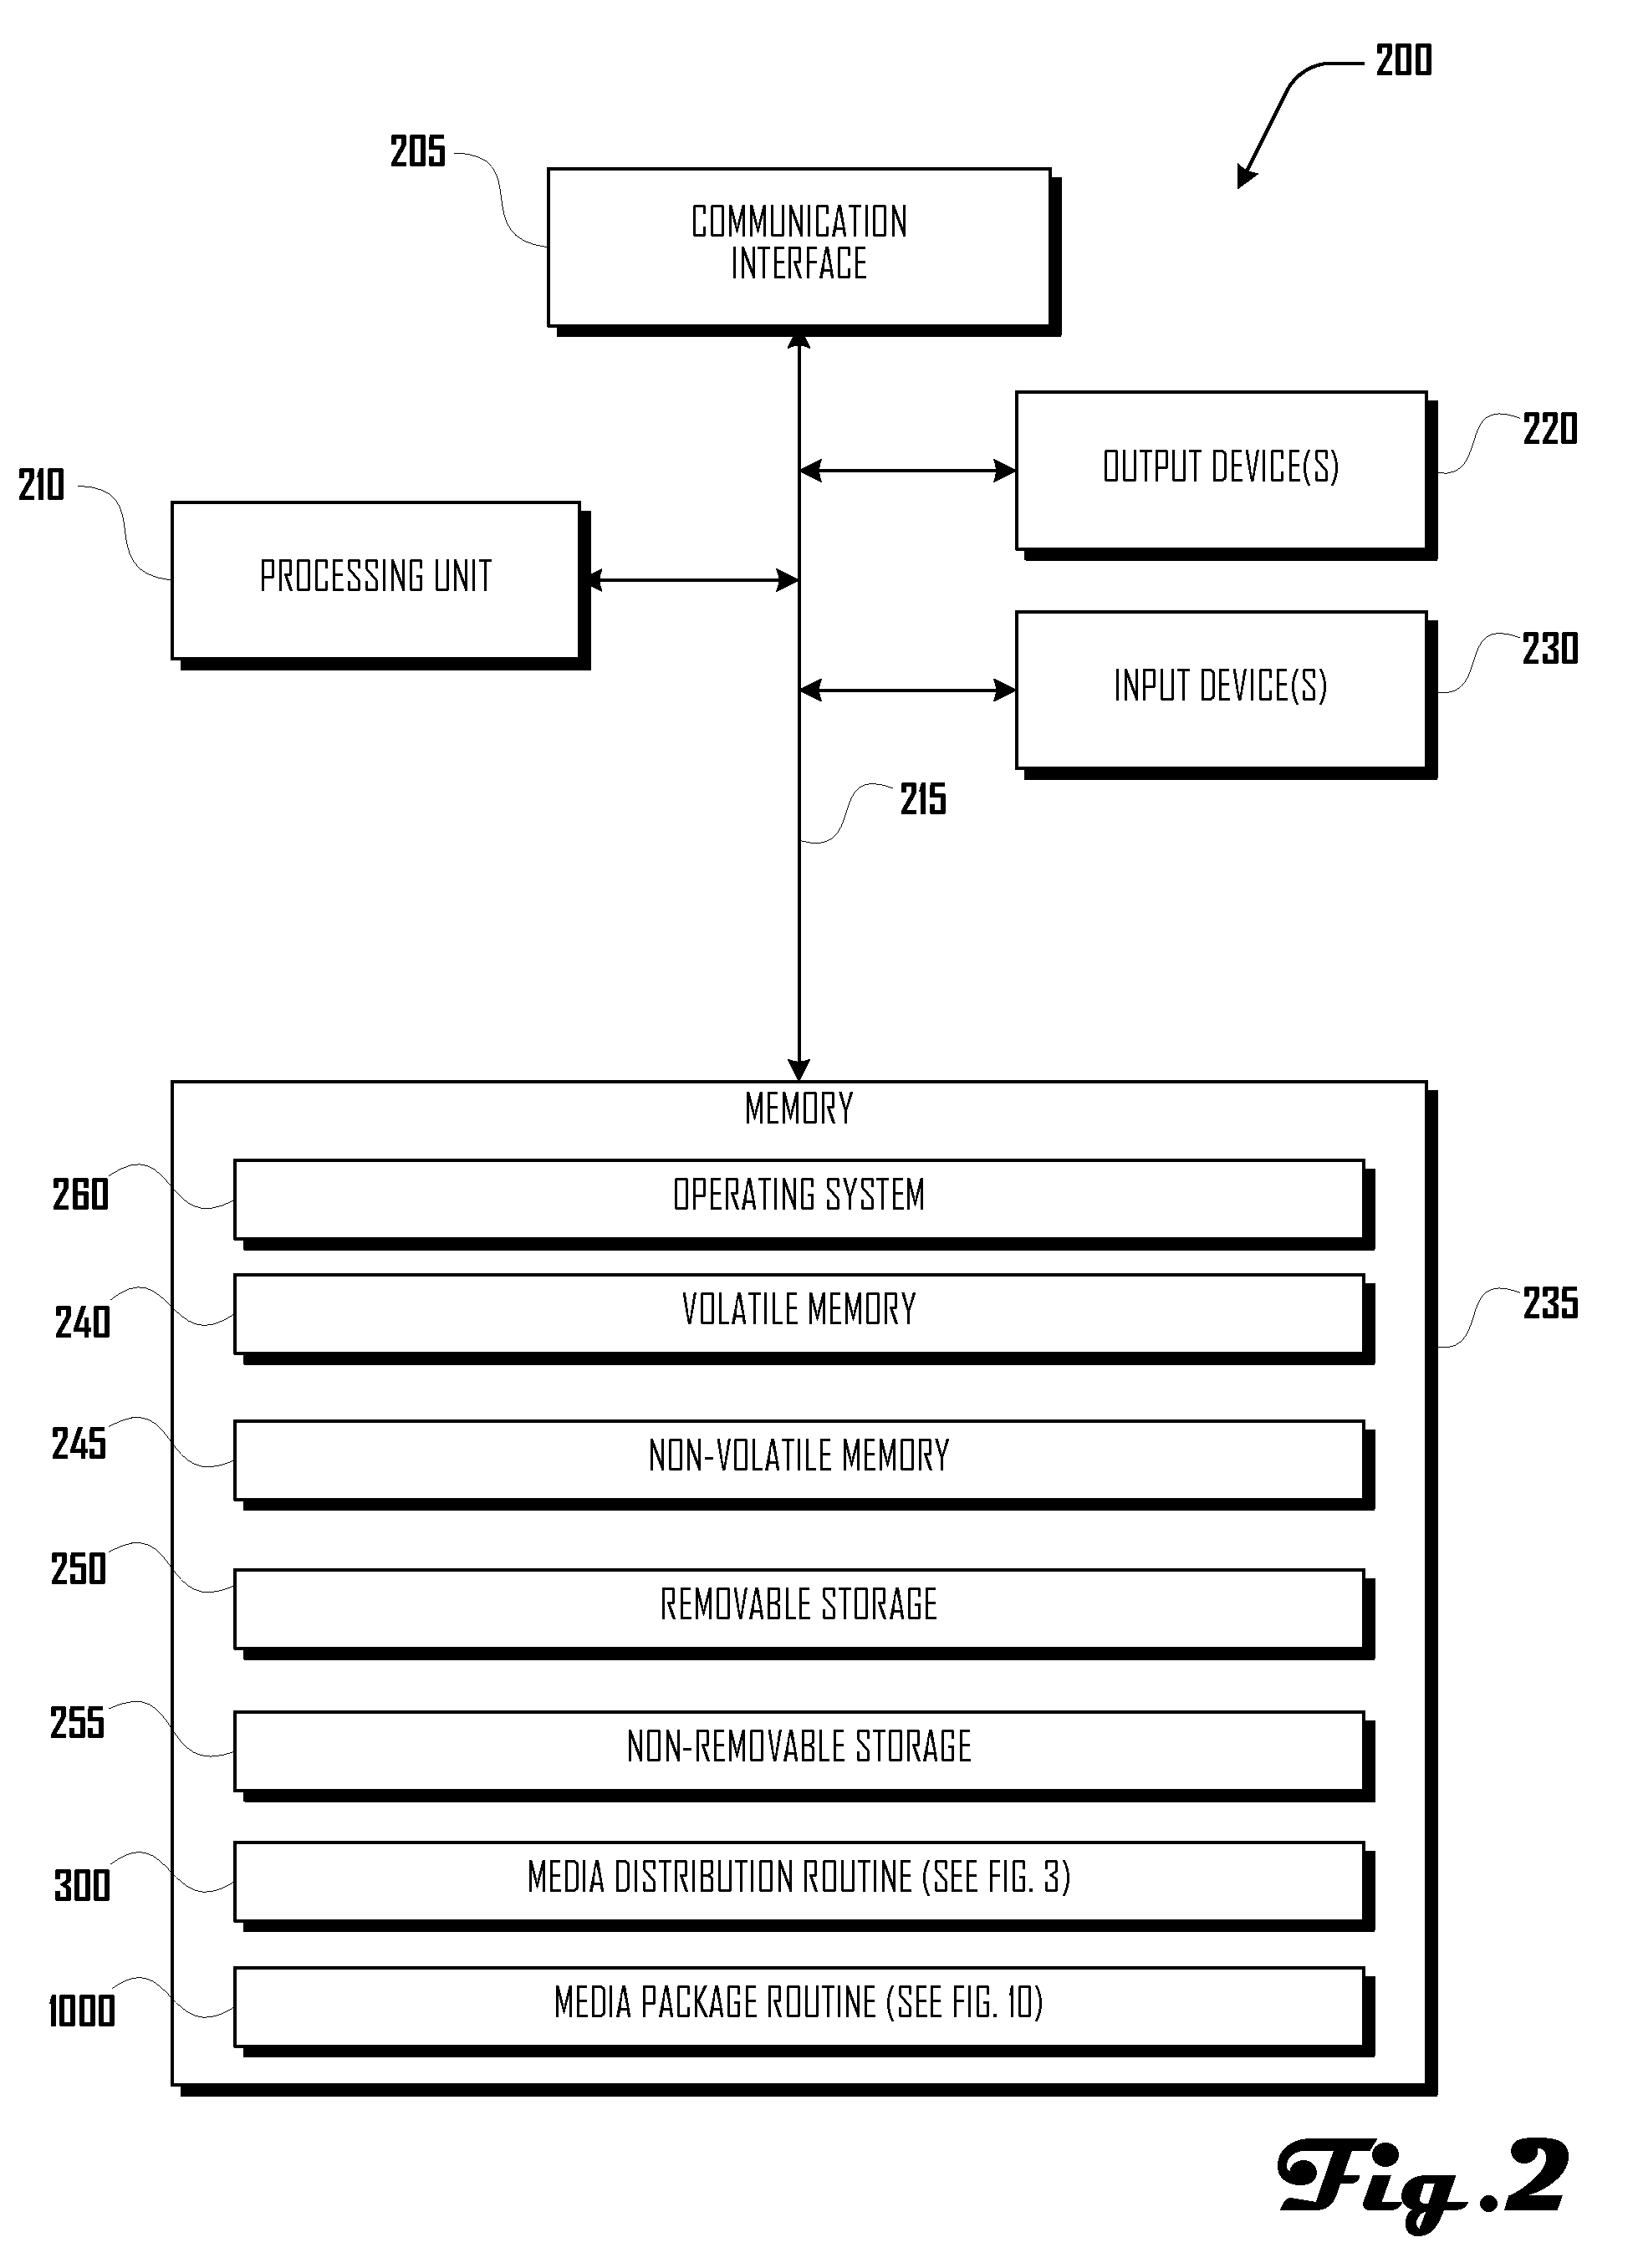 200
205
COMMUNICATION
INTERFACE
220
OUTPUT DEVICE(S)
210
PROCESSING UNIT
230
INPUT DEVICE(S)
215
MEMORY
260
OPERATING SYSTEM
240
VOLATILE MEMORY
235
245
NON-VOLATILE MEMORY
250
REMOVABLE STORAGE
255
NON-REMOVABLE STORAGE
300
MEDIA DISTRIBUTION ROUTINE (SEE FIG. 3)
1000
MEDIA PACKAGE ROUTINE (SEE FIG. 10)
Fig.2